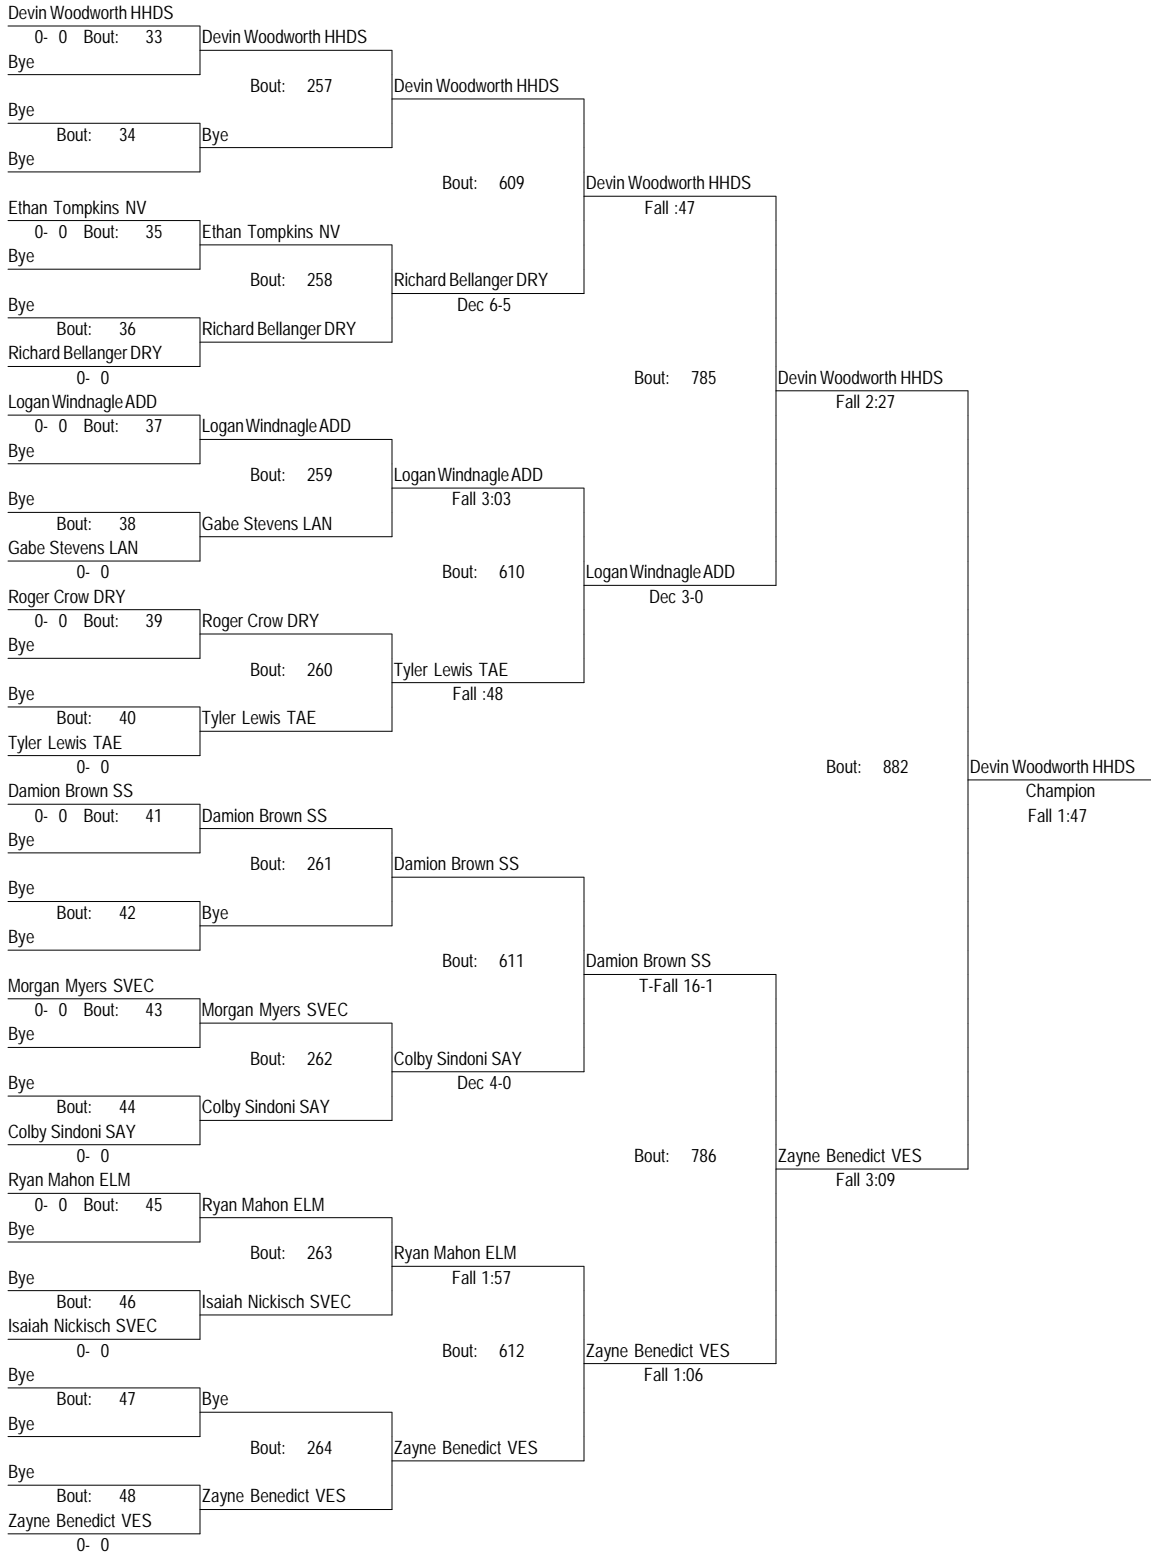 Devin Woodworth HHDS
0- 0 Bout: 33 Devin Woodworth HHDS
Bye
Bout: 257 Devin Woodworth HHDS
Bye
Bout: 34 Bye
Bye
Bout: 609 Devin Woodworth HHDS
Ethan Tompkins NV Fall :47
0- 0 Bout: 35 Ethan Tompkins NV
Bye
Bout: 258 Richard Bellanger DRY
Bye Dec 6-5
Bout: 36 Richard Bellanger DRY
Richard Bellanger DRY
0- 0 Bout: 785 Devin Woodworth HHDS
Logan Windnagle ADD Fall 2:27
0- 0 Bout: 37 Logan Windnagle ADD
Bye
Bout: 259 Logan Windnagle ADD
Bye Fall 3:03
Bout: 38 Gabe Stevens LAN
Gabe Stevens LAN
0- 0 Bout: 610 Logan Windnagle ADD
Roger Crow DRY Dec 3-0
0- 0 Bout: 39 Roger Crow DRY
Bye
Bout: 260 Tyler Lewis TAE
Bye Fall :48
Bout: 40 Tyler Lewis TAE
Tyler Lewis TAE
0- 0 Bout: 882 Devin Woodworth HHDS
Damion Brown SS Champion
0- 0 Bout: 41 Damion Brown SS Fall 1:47
Bye
Bout: 261 Damion Brown SS
Bye
Bout: 42 Bye
Bye
Bout: 611 Damion Brown SS
Morgan Myers SVEC T-Fall 16-1
0- 0 Bout: 43 Morgan Myers SVEC
Bye
Bout: 262 Colby Sindoni SAY
Bye Dec 4-0
Bout: 44 Colby Sindoni SAY
Colby Sindoni SAY
0- 0 Bout: 786 Zayne Benedict VES
Ryan Mahon ELM Fall 3:09
0- 0 Bout: 45 Ryan Mahon ELM
Bye
Bout: 263 Ryan Mahon ELM
Bye Fall 1:57
Bout: 46 Isaiah Nickisch SVEC
Isaiah Nickisch SVEC
0- 0 Bout: 612 Zayne Benedict VES
Bye Fall 1:06
Bout: 47 Bye
Bye
Bout: 264 Zayne Benedict VES
Bye
Bout: 48 Zayne Benedict VES
Zayne Benedict VES
0- 0